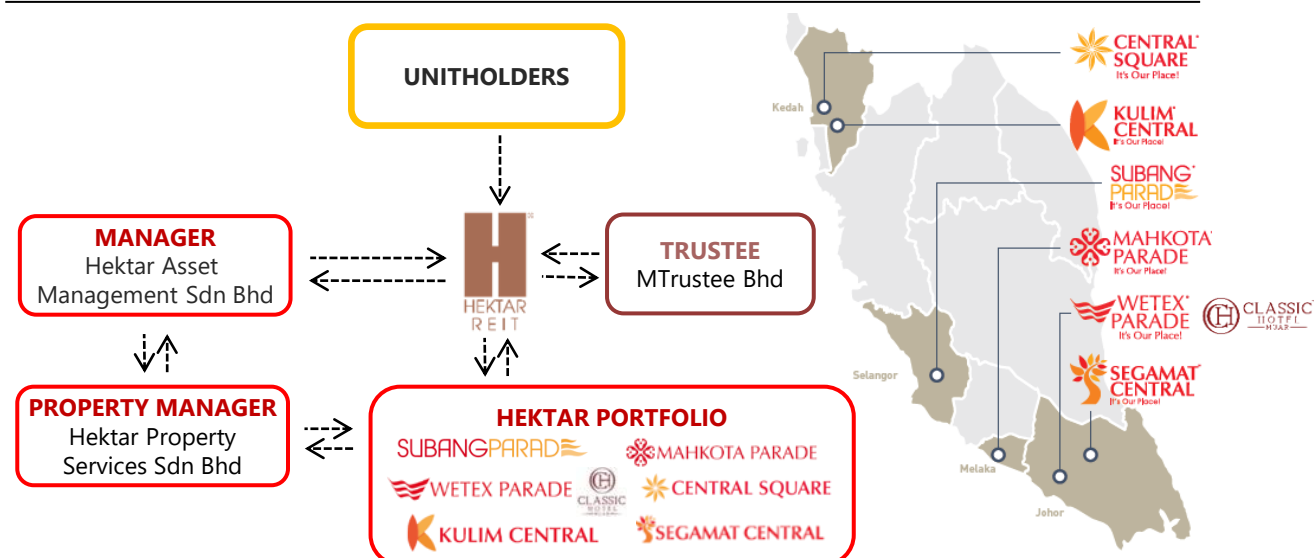 UNITHOLDERS
MANAGER
Hektar Asset
Management Sdn Bhd
HEKTAR
REIT
TRUSTEE
MTrustee Bhd
PROPERTY MANAGER
Hektar Property
Services Sdn Bhd
HEKTAR PORTFOLIO
SUBANGPARADE
MAHKOTA PARADE
WETEX PARADE
CLASSIC
HOTEL
CENTRAL SQUARE
KULIM CENTRAL
SEGAMAT CENTRAL
Kedah
Selangor
Melaka
Johor
CENTRAL
SQUARE
It's Our Place!
KULIM
CENTRAL
It's Our Place!
SUBANG
PARADE
It's Our Place!
MAHKOTA
PARADE
It's Our Place!
WETEX
PARADE
It's Our Place!
CLASSIC
HOTEL
SEGAMAT
CENTRAL
It's Our Place!